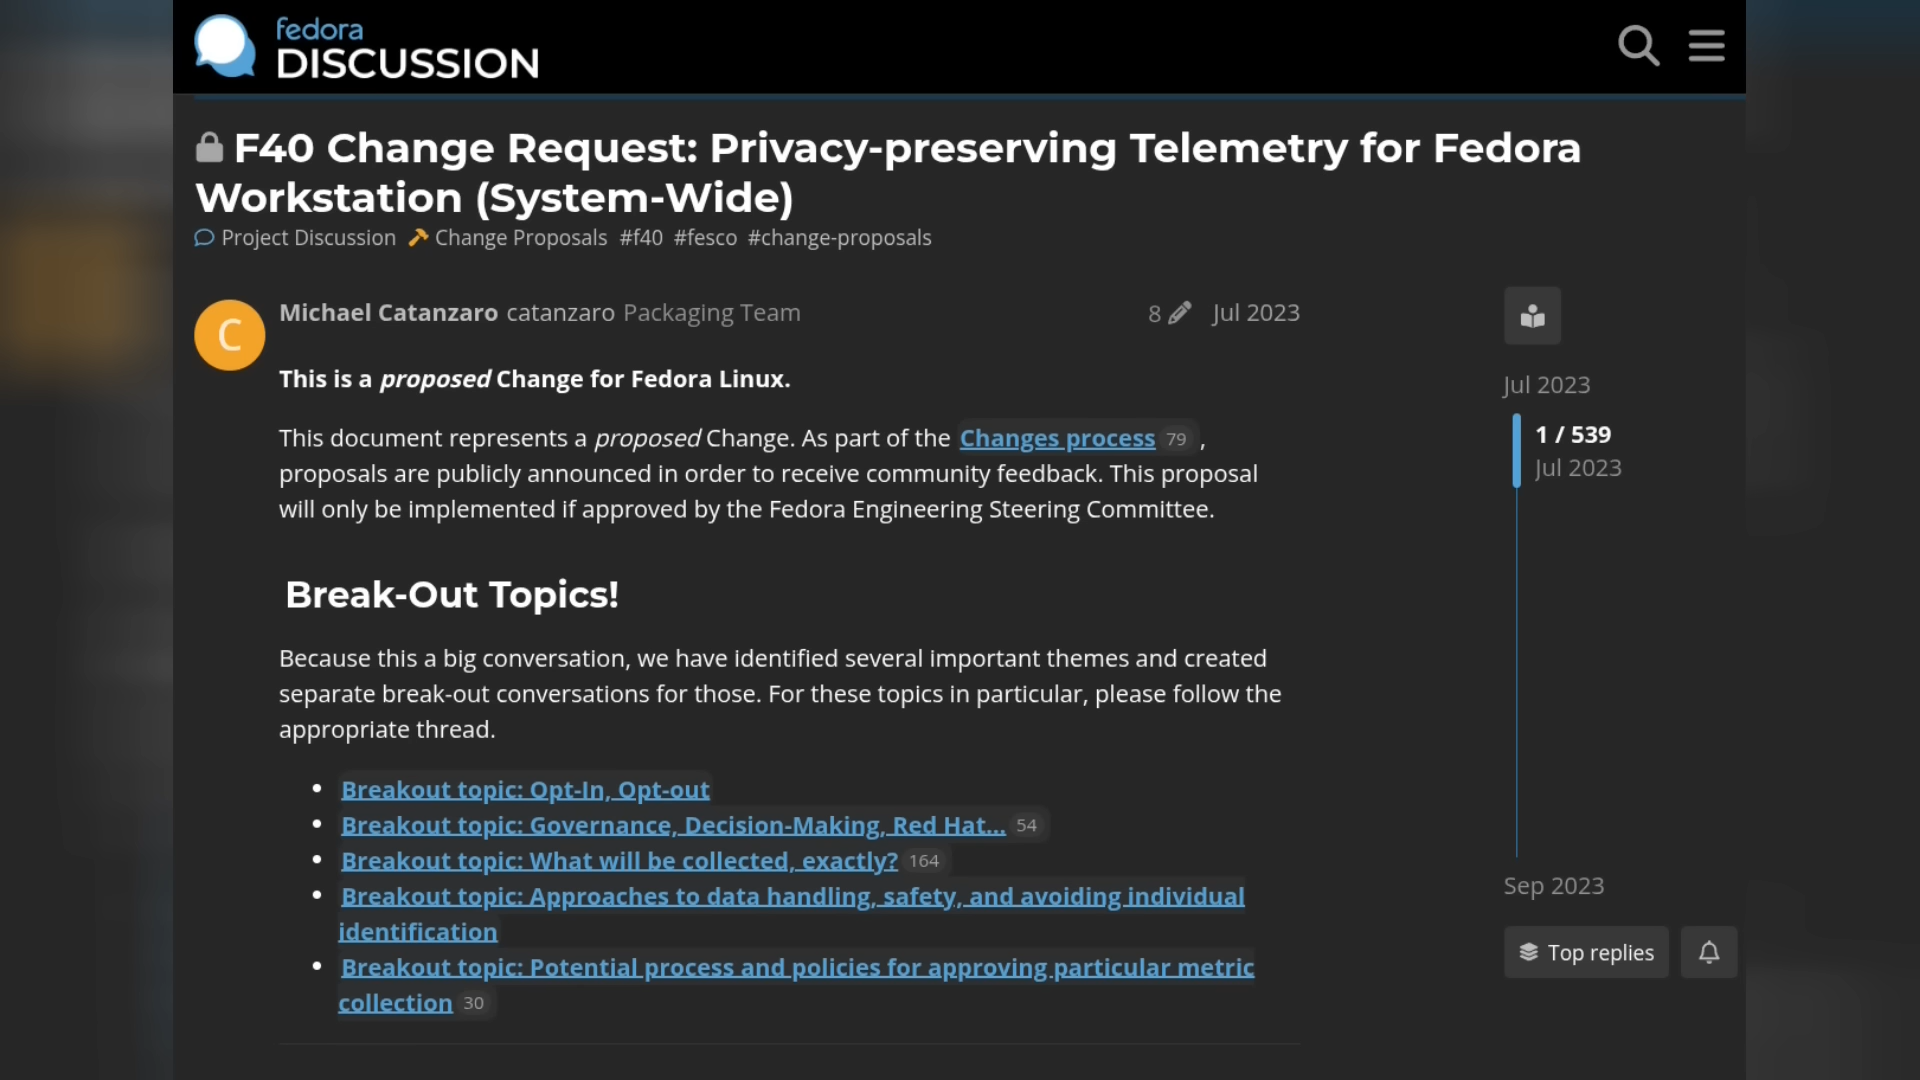 fedora
DISCUSSION
F40 Change Request: Privacy-preserving Telemetry for Fedora
Workstation (System-Wide)
Project Discussion Change Proposals #f40 #fesco #change-proposals
C
Michael Catanzaro catanzaro Packaging Team 8 Jul 2023
This is a proposed Change for Fedora Linux.
This document represents a proposed Change. As part of the Changes process 79 ,
proposals are publicly announced in order to receive community feedback. This proposal
will only be implemented if approved by the Fedora Engineering Steering Committee.
Break-Out Topics!
Because this a big conversation, we have identified several important themes and created
separate break-out conversations for those. For these topics in particular, please follow the
appropriate thread.
• Breakout topic: Opt-In, Opt-out
• Breakout topic: Governance, Decision-Making, Red Hat... 54
• Breakout topic: What will be collected, exactly? 164
• Breakout topic: Approaches to data handling, safety, and avoiding individual
identification
• Breakout topic: Potential process and policies for approving particular metric
collection 30
Jul 2023
1 / 539
Jul 2023
Sep 2023
Top replies